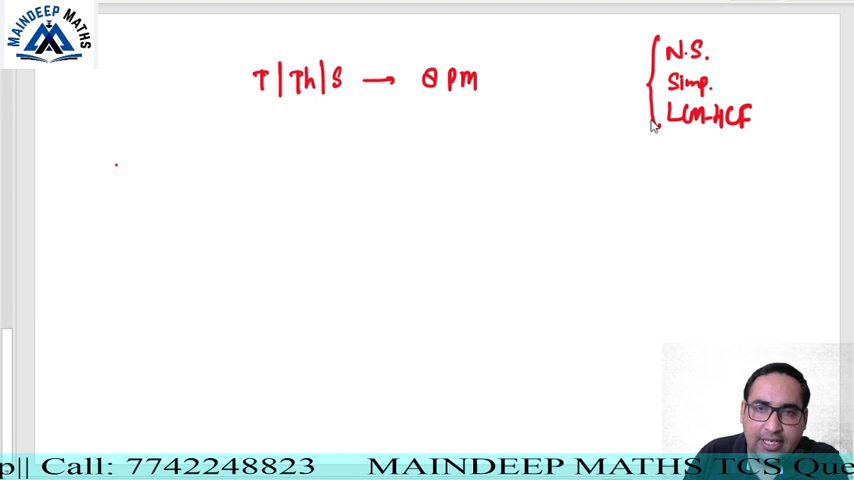 MAINDEEP MATHS
T | Th | S → 8 PM
N.S.
Simp.
LCM-HCF
p|| Call: 7742248823 MAINDEEP MATHS TCS Que